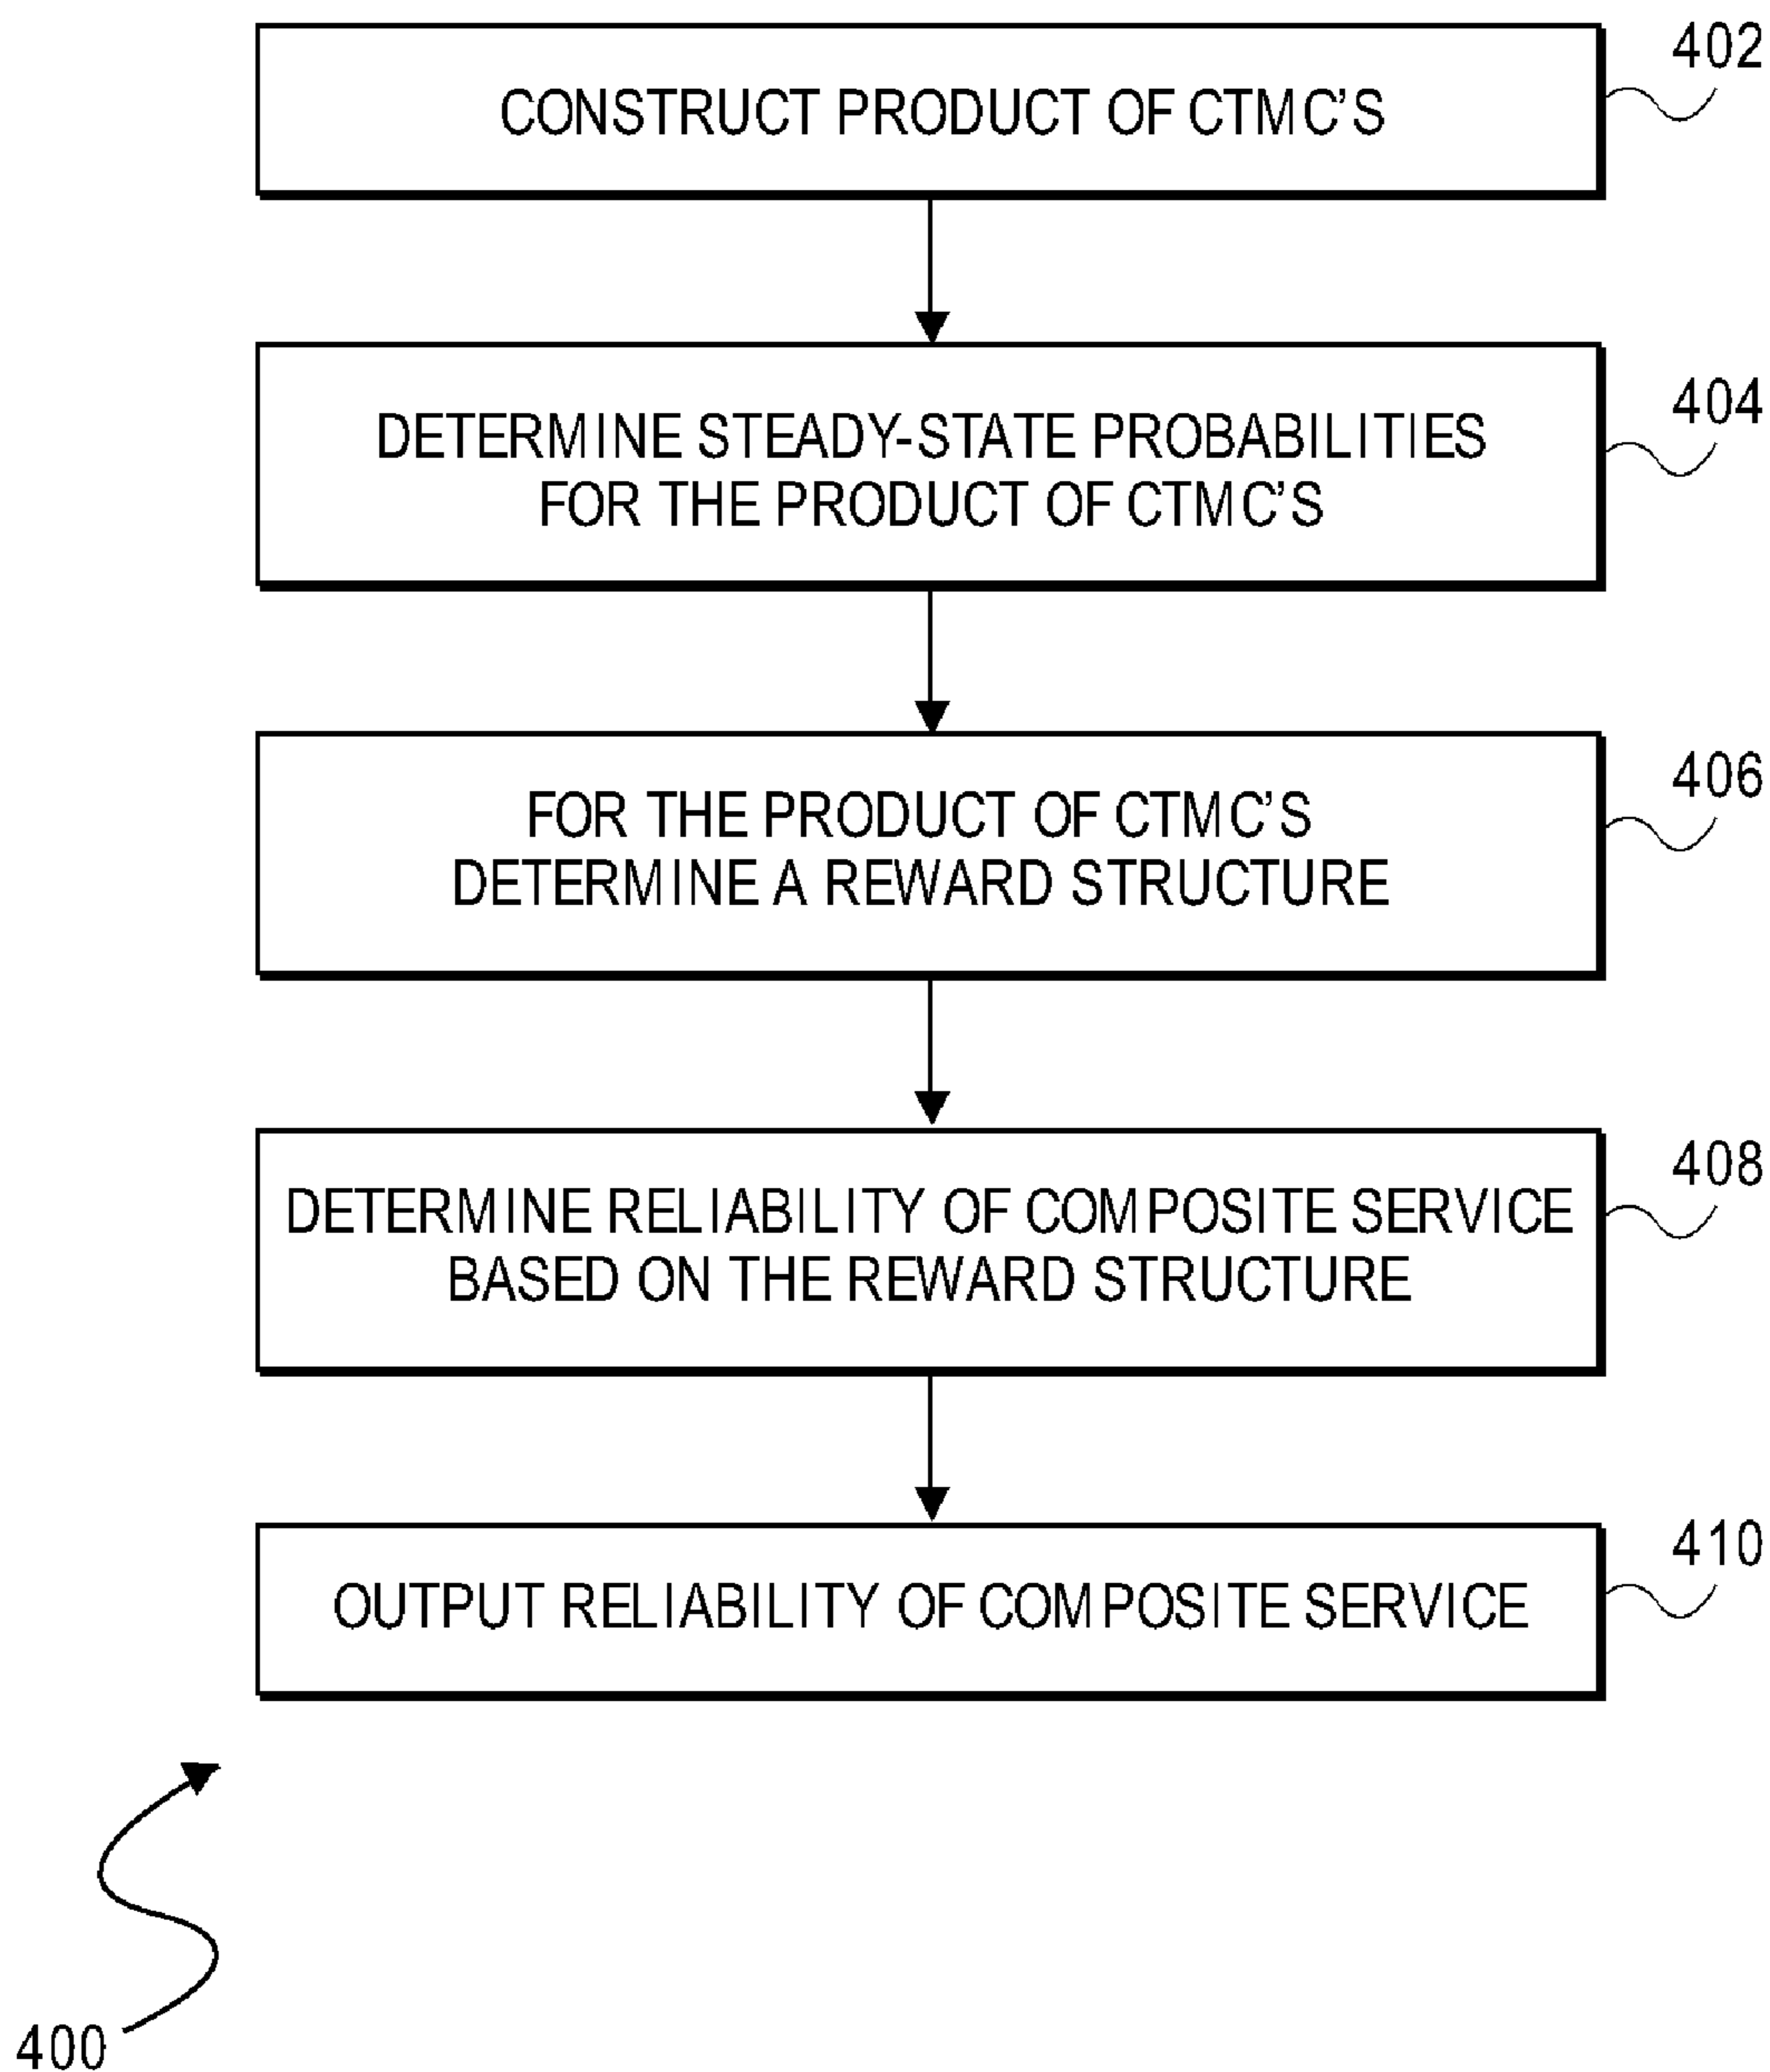 402
CONSTRUCT PRODUCT OF CTMC'S
404
DETERMINE STEADY-STATE PROBABILITIES
FOR THE PRODUCT OF CTMC'S
406
FOR THE PRODUCT OF CTMC'S
DETERMINE A REWARD STRUCTURE
408
DETERMINE RELIABILITY OF COMPOSITE SERVICE
BASED ON THE REWARD STRUCTURE
410
OUTPUT RELIABILITY OF COMPOSITE SERVICE
400